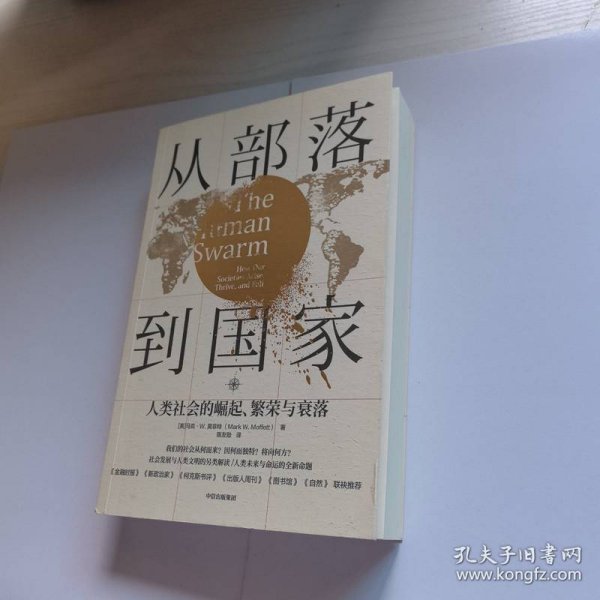 从部落
The
Human
Swarm
How Our
Societies Arise,
Thrive, and Fall
到国家
人类社会的崛起、繁荣与衰落
[美]马克·W.莫菲特（Mark W. Moffett） 著
陈友勋 译
我们的社会从何而来？因何而独特？将向何方？
社会发展与人类文明的另类解读/人类未来与命运的全新命题
《金融时报》《新政治家》《柯克斯书评》《出版人周刊》《图书馆》《自然》联袂推荐
中信出版集团
孔夫子旧书网
www.kongfz.com